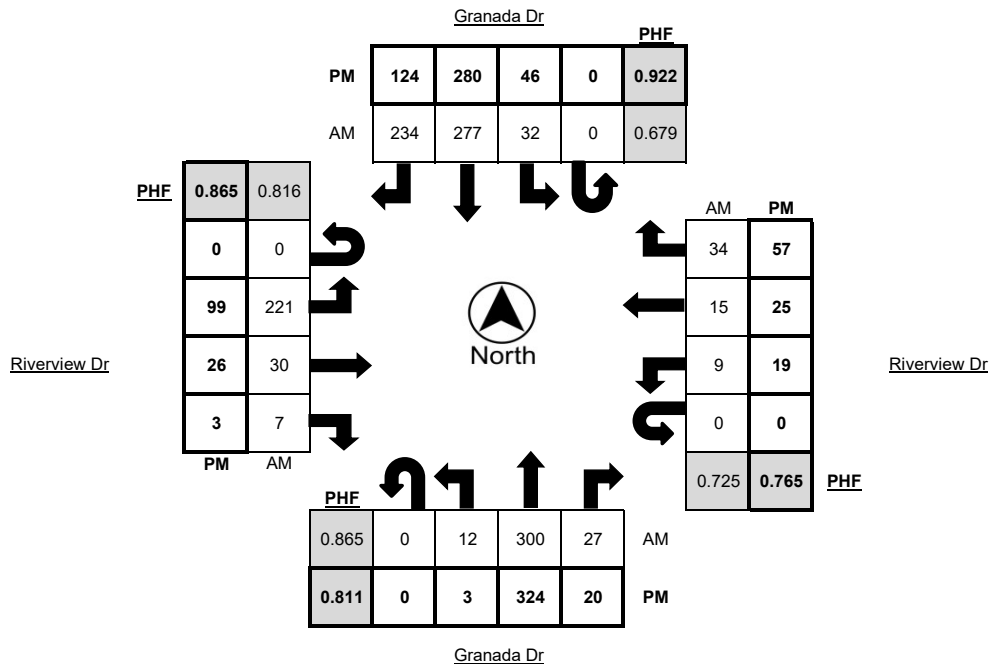 Granada Dr
PHF
PM 124 280 46 0 0.922
AM 234 277 32 0 0.679
PHF 0.865 0.816
AM PM
0 0
34 57
99 221
15 25
North
Riverview Dr 26 30
9 19 Riverview Dr
3 7
0 0
PM AM
0.725 0.765 PHF
PHF
0.865 0 12 300 27 AM
0.811 0 3 324 20 PM
Granada Dr